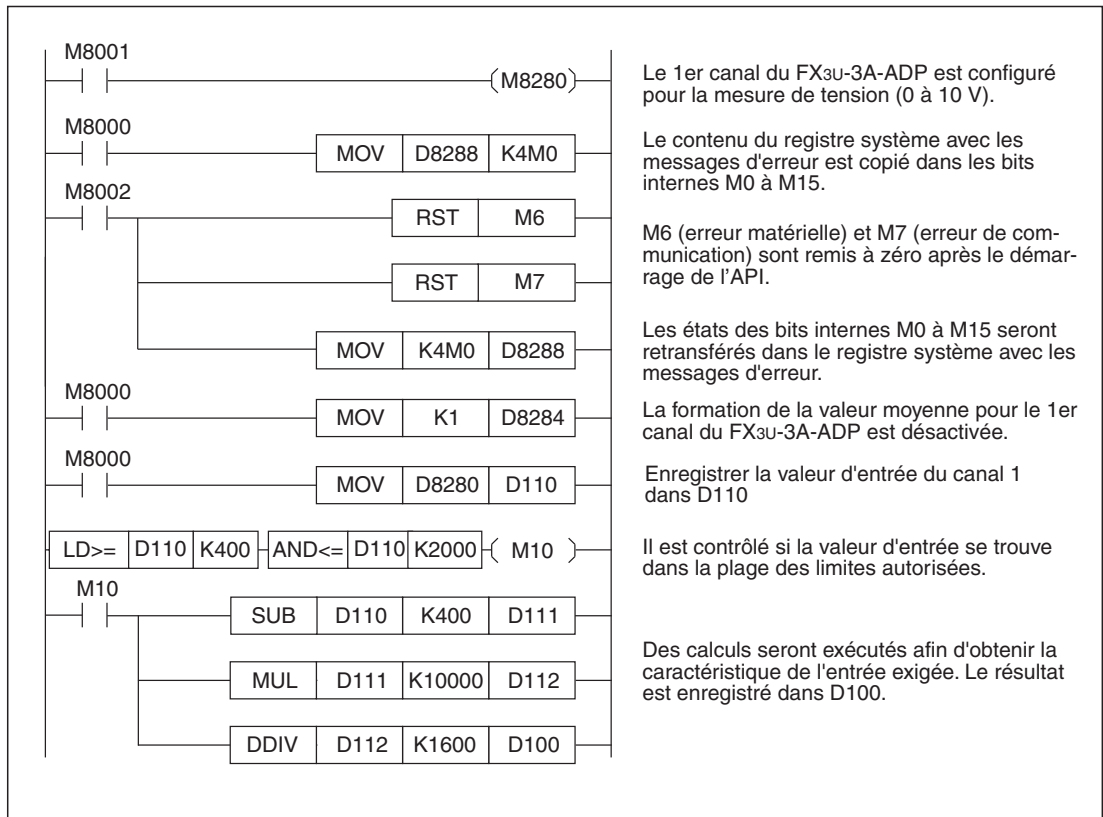 M8001
(M8280)
Le 1er canal du FX3U-3A-ADP est configuré
pour la mesure de tension (0 à 10 V).
M8000
MOV D8288 K4M0
Le contenu du registre système avec les
messages d'erreur est copié dans les bits
internes M0 à M15.
M8002
RST M6
RST M7
M6 (erreur matérielle) et M7 (erreur de com-
munication) sont remis à zéro après le démar-
rage de l'API.
MOV K4M0 D8288
Les états des bits internes M0 à M15 seront
retransférés dans le registre système avec les
messages d'erreur.
M8000
MOV K1 D8284
La formation de la valeur moyenne pour le 1er
canal du FX3U-3A-ADP est désactivée.
M8000
MOV D8280 D110
Enregistrer la valeur d'entrée du canal 1
dans D110
LD>= D110 K400 AND<= D110 K2000 ( M10 )
Il est contrôlé si la valeur d'entrée se trouve
dans la plage des limites autorisées.
M10
SUB D110 K400 D111
MUL D111 K10000 D112
DDIV D112 K1600 D100
Des calculs seront exécutés afin d'obtenir la
caractéristique de l'entrée exigée. Le résultat
est enregistré dans D100.